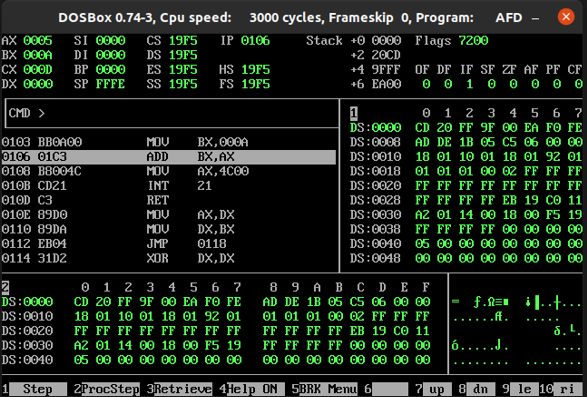 DOSBox 0.74-3, Cpu speed: 3000 cycles, Frameskip 0, Program: AFD
AX 0005 SI 0000 CS 19F5 IP 0106 Stack +0 0000 Flags 7200
BX 000A DI 0000 DS 19F5 +2 20CD
CX 000D BP 0000 ES 19F5 HS 19F5 +4 9FFF OF DF IF SF ZF AF PF CF
DX 0000 SP FFFE SS 19F5 FS 19F5 +6 EA00 0 0 1 0 0 0 0 0
CMD >
0103 BB0A00 MOV BX,000A
0106 01C3 ADD BX,AX
0108 B8004C MOV AX,4C00
010B CD21 INT 21
010D C3 RET
010E 89D0 MOV AX,DX
0110 89DA MOV DX,BX
0112 EB04 JMP 0118
0114 31D2 XOR DX,DX
1 0 1 2 3 4 5 6 7
DS:0000 CD 20 FF 9F 00 EA F0 FE
DS:0008 AD DE 1B 05 C5 06 00 00
DS:0010 18 01 10 01 18 01 92 01
DS:0018 01 01 01 00 02 FF FF FF
DS:0020 FF FF FF FF FF FF FF FF
DS:0028 FF FF FF FF EB 19 C0 11
DS:0030 A2 01 14 00 18 00 F5 19
DS:0038 FF FF FF FF 00 00 00 00
DS:0040 05 00 00 00 00 00 00 00
DS:0048 00 00 00 00 00 00 00 00
2 0 1 2 3 4 5 6 7 8 9 A B C D E F
DS:0000 CD 20 FF 9F 00 EA F0 FE AD DE 1B 05 C5 06 00 00
DS:0010 18 01 10 01 18 01 92 01 01 01 01 00 02 FF FF FF
DS:0020 FF FF FF FF FF FF FF FF FF FF FF FF EB 19 C0 11
DS:0030 A2 01 14 00 18 00 F5 19 FF FF FF FF 00 00 00 00
DS:0040 05 00 00 00 00 00 00 00 00 00 00 00 00 00 00 00
1 Step 2 ProcStep 3 Retrieve 4 Help ON 5 BRK Menu 6 7 up 8 dn 9 le 10 ri